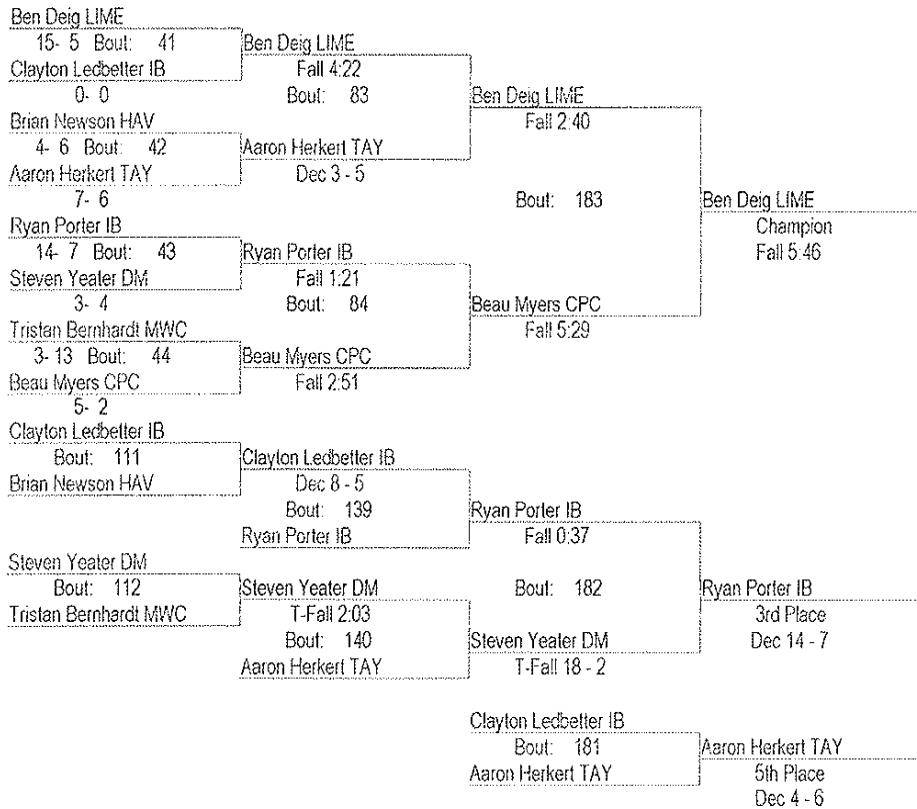 Ben Deig LIME
15- 5 Bout: 41 Ben Deig LIME
Clayton Ledbetter IB Fall 4:22
0- 0 Bout: 83 Ben Deig LIME
Brian Newson HAV Fall 2:40
4- 6 Bout: 42 Aaron Herkert TAY
Aaron Herkert TAY Dec 3 - 5
7- 6 Bout: 183 Ben Deig LIME
Ryan Porter IB Champion
14- 7 Bout: 43 Ryan Porter IB Fall 5:46
Steven Yeater DM Fall 1:21
3- 4 Bout: 84 Beau Myers CPC
Tristan Bernhardt MWC Fall 5:29
3- 13 Bout: 44 Beau Myers CPC
Beau Myers CPC Fall 2:51
5- 2
Clayton Ledbetter IB
Bout: 111 Clayton Ledbetter IB
Brian Newson HAV Dec 8 - 5
Bout: 139 Ryan Porter IB
Ryan Porter IB Fall 0:37
Steven Yeater DM
Bout: 112 Steven Yeater DM Bout: 182 Ryan Porter IB
Tristan Bernhardt MWC T-Fall 2:03 3rd Place
Bout: 140 Steven Yeater DM Dec 14 - 7
Aaron Herkert TAY T-Fall 18 - 2
Clayton Ledbetter IB
Bout: 181 Aaron Herkert TAY
Aaron Herkert TAY 5th Place
Dec 4 - 6